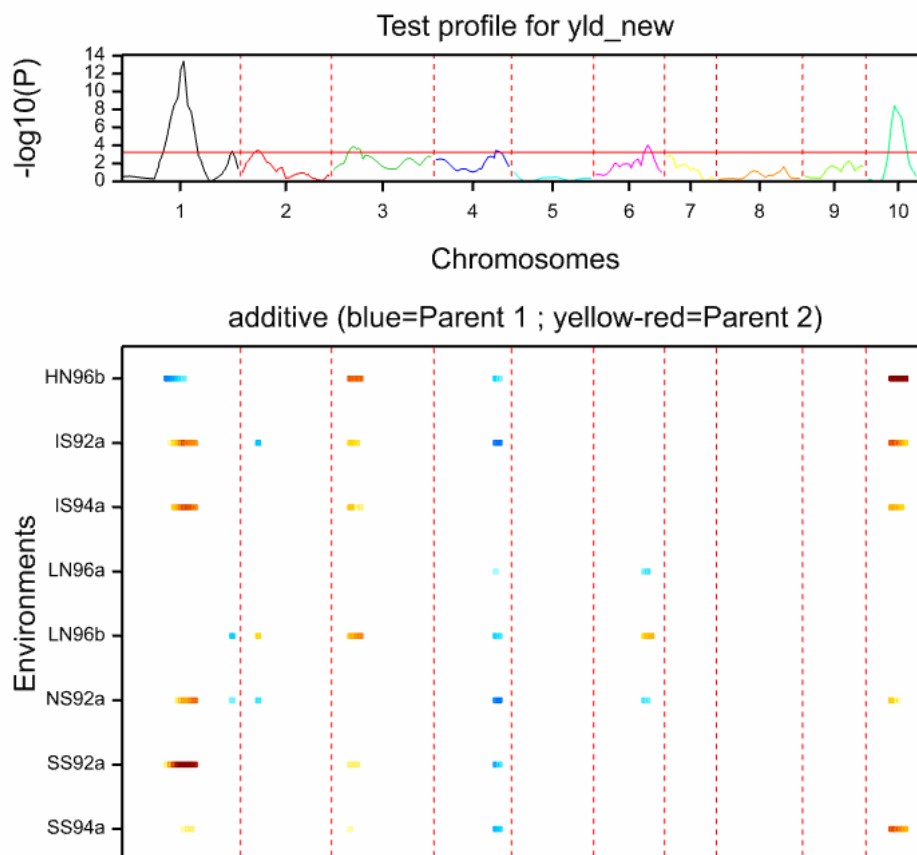 Test profile for yld_new
-log10(P)
14
12
10
8
6
4
2
0
1 2 3 4 5 6 7 8 9 10
Chromosomes
additive (blue=Parent 1 ; yellow-red=Parent 2)
Environments
HN96b
IS92a
IS94a
LN96a
LN96b
NS92a
SS92a
SS94a